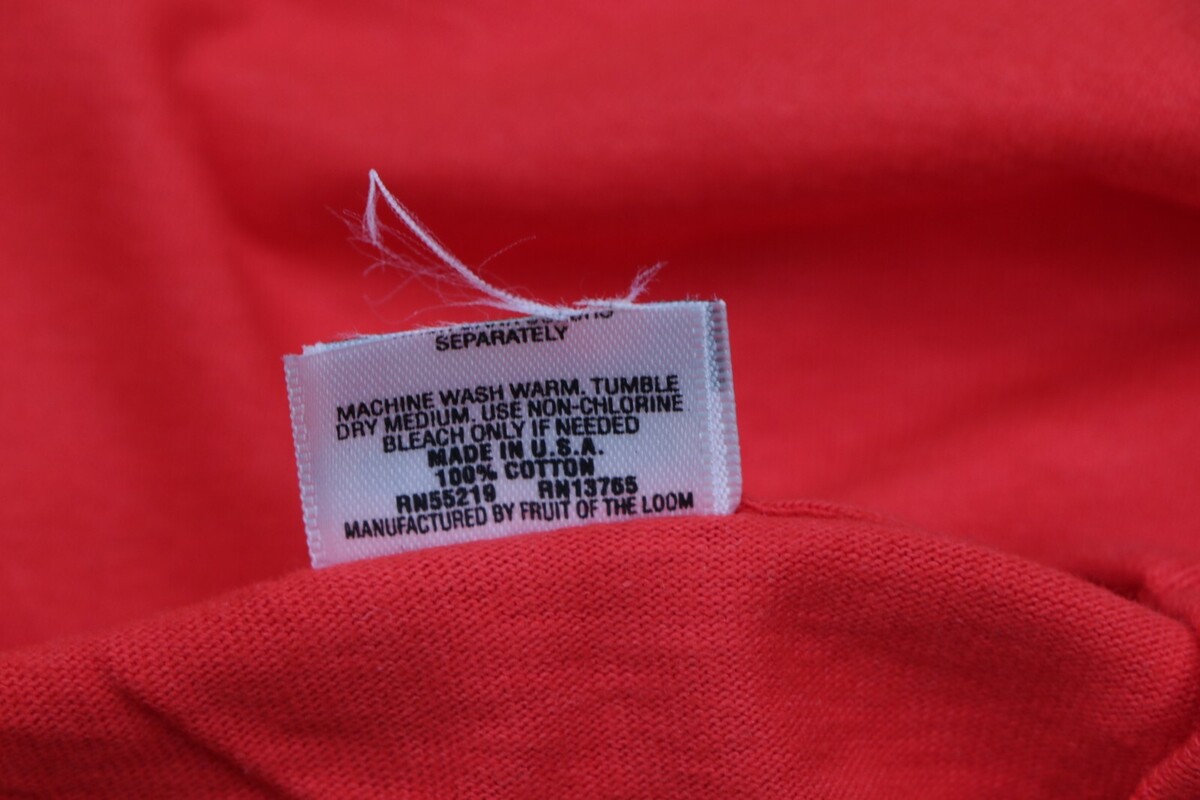 SEPARATELY
MACHINE WASH WARM. TUMBLE
DRY MEDIUM. USE NON-CHLORINE
BLEACH ONLY IF NEEDED
MADE IN U.S.A.
100% COTTON
RN55219 RN13765
MANUFACTURED BY FRUIT OF THE LOOM